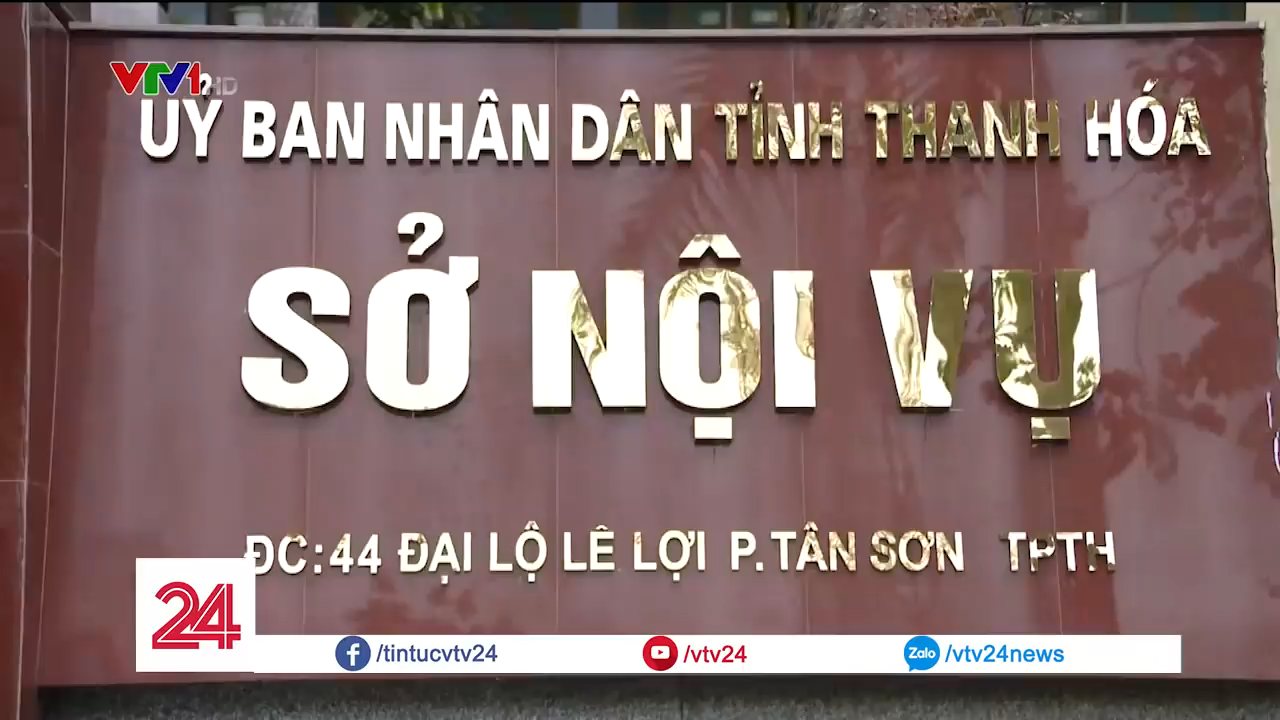 VTV1 HD
UỶ BAN NHÂN DÂN TỈNH THANH HÓA
SỞ NỘI VỤ
ĐC:44 ĐẠI LỘ LÊ LỢI P.TÂN SƠN TPTH
24
/tintucvtv24
/vtv24
Zalo /vtv24news